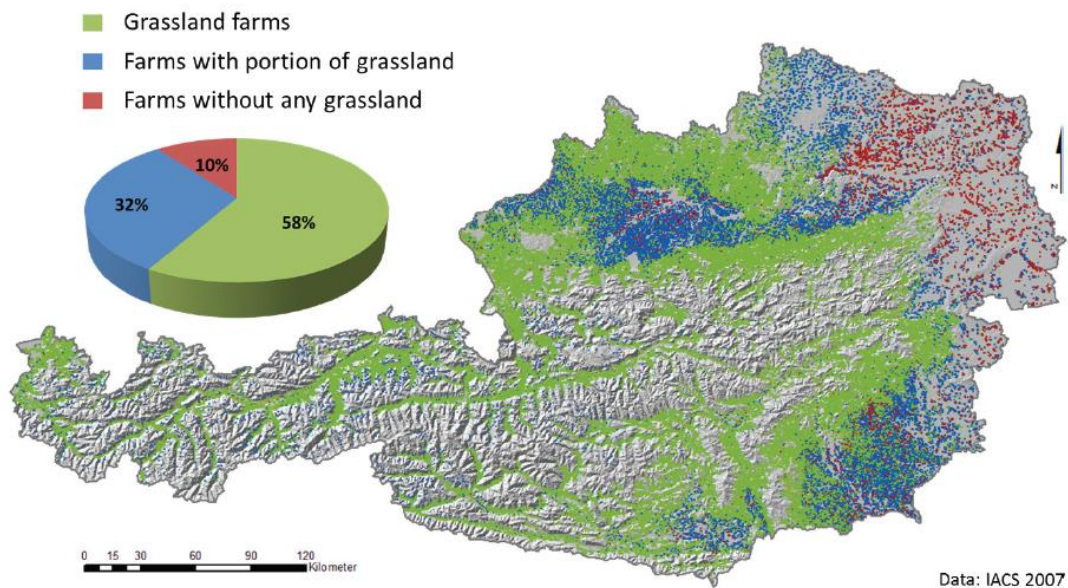 Grassland farms
Farms with portion of grassland
Farms without any grassland
10%
32%
58%
N
0 15 30 60 90 120
Kilometer
Data: IACS 2007